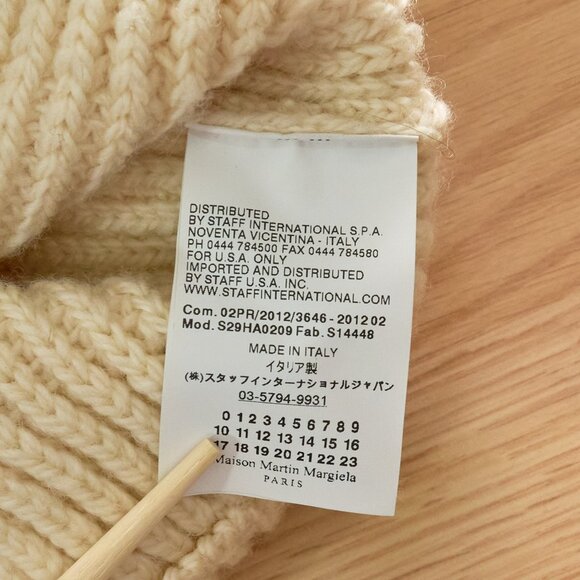 DISTRIBUTED
BY STAFF INTERNATIONAL S.P.A.
NOVENTA VICENTINA - ITALY
PH 0444 784500 FAX 0444 784580
FOR U.S.A. ONLY
IMPORTED AND DISTRIBUTED
BY STAFF U.S.A. INC.
WWW.STAFFINTERNATIONAL.COM
Com. 02PR/2012/3646 - 2012 02
Mod. S29HA0209 Fab. S14448
MADE IN ITALY
イタリア製
(株)スタッフインターナショナルジャパン
03-5794-9931
0 1 2 3 4 5 6 7 8 9
10 11 12 13 14 15 16
17 18 19 20 21 22 23
Maison Martin Margiela
PARIS